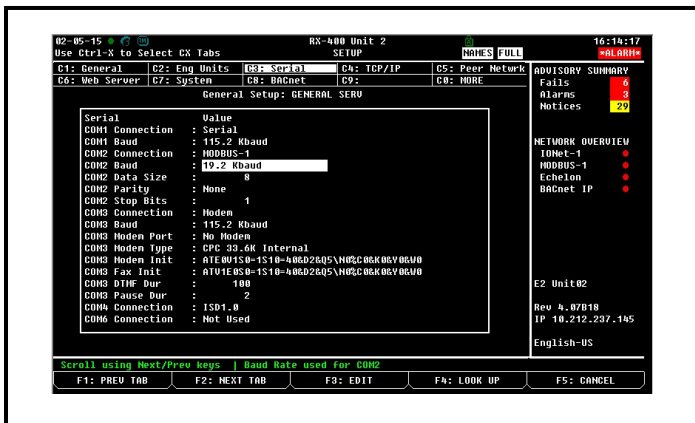 02-05-15 RX-400 Unit 2 16:14:17
Use Ctrl-X to Select CX Tabs SETUP NAMES FULL *ALARM*
C1: General C2: Eng Units C3: Serial C4: TCP/IP C5: Peer Netwrk
C6: Web Server C7: System C8: BACnet C9: C0: MORE
General Setup: GENERAL SERV
Serial Value
COM1 Connection : Serial
COM1 Baud : 115.2 Kbaud
COM2 Connection : MODBUS-1
COM2 Baud : 19.2 Kbaud
COM2 Data Size : 8
COM2 Parity : None
COM2 Stop Bits : 1
COM3 Connection : Modem
COM3 Baud : 115.2 Kbaud
COM3 Modem Port : No Modem
COM3 Modem Type : CPC 33.6K Internal
COM3 Modem Init : ATE0V1S0=1S10=40&D2&Q5\N0%C0&K0&Y0&W0
COM3 Fax Init : ATV1E0S0=1S10=40&D2&Q5\N0%C0&K0&Y0&W0
COM3 DTMF Dur : 100
COM3 Pause Dur : 2
COM4 Connection : ISD1.0
COM6 Connection : Not Used
ADVISORY SUMMARY
Fails 6
Alarms 3
Notices 29
NETWORK OVERVIEW
IONet-1
MODBUS-1
Echelon
BACnet IP
E2 Unit02
Rev 4.07B18
IP 10.212.237.145
English-US
Scroll using Next/Prev keys | Baud Rate used for COM2
F1: PREV TAB F2: NEXT TAB F3: EDIT F4: LOOK UP F5: CANCEL